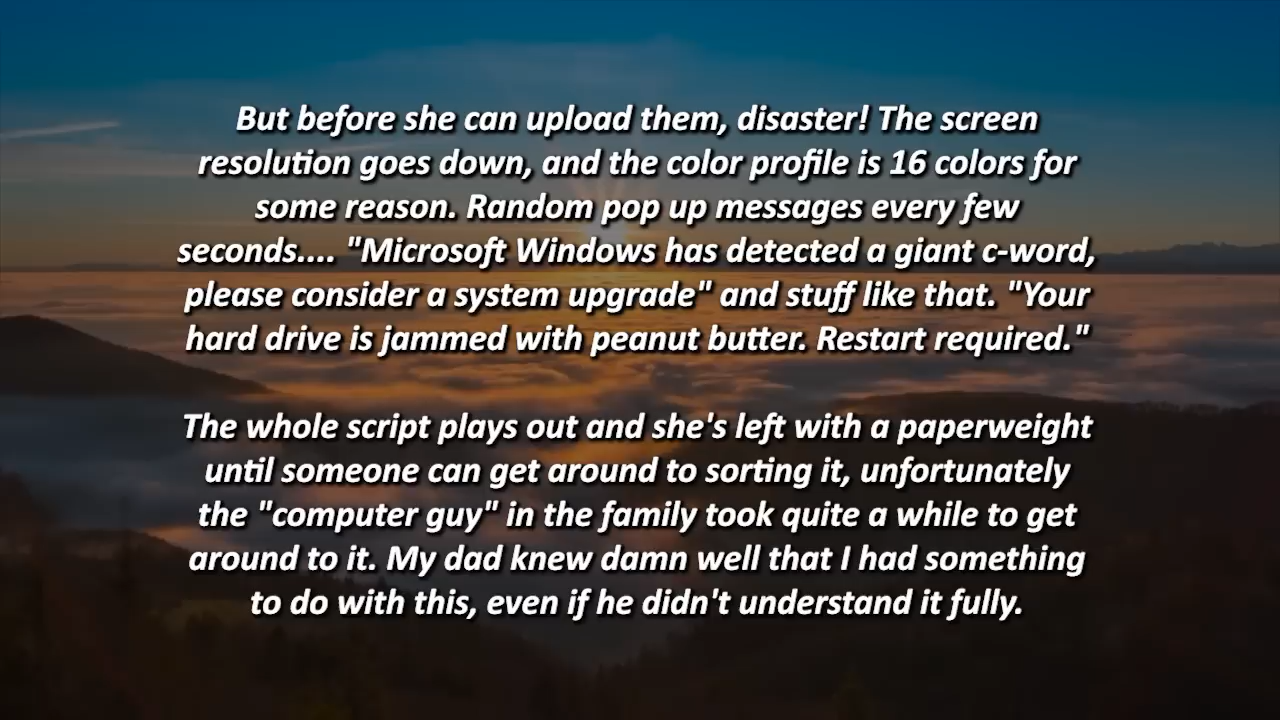 But before she can upload them, disaster! The screen
resolution goes down, and the color profile is 16 colors for
some reason. Random pop up messages every few
seconds.... "Microsoft Windows has detected a giant c-word,
please consider a system upgrade" and stuff like that. "Your
hard drive is jammed with peanut butter. Restart required."
The whole script plays out and she's left with a paperweight
until someone can get around to sorting it, unfortunately
the "computer guy" in the family took quite a while to get
around to it. My dad knew damn well that I had something
to do with this, even if he didn't understand it fully.